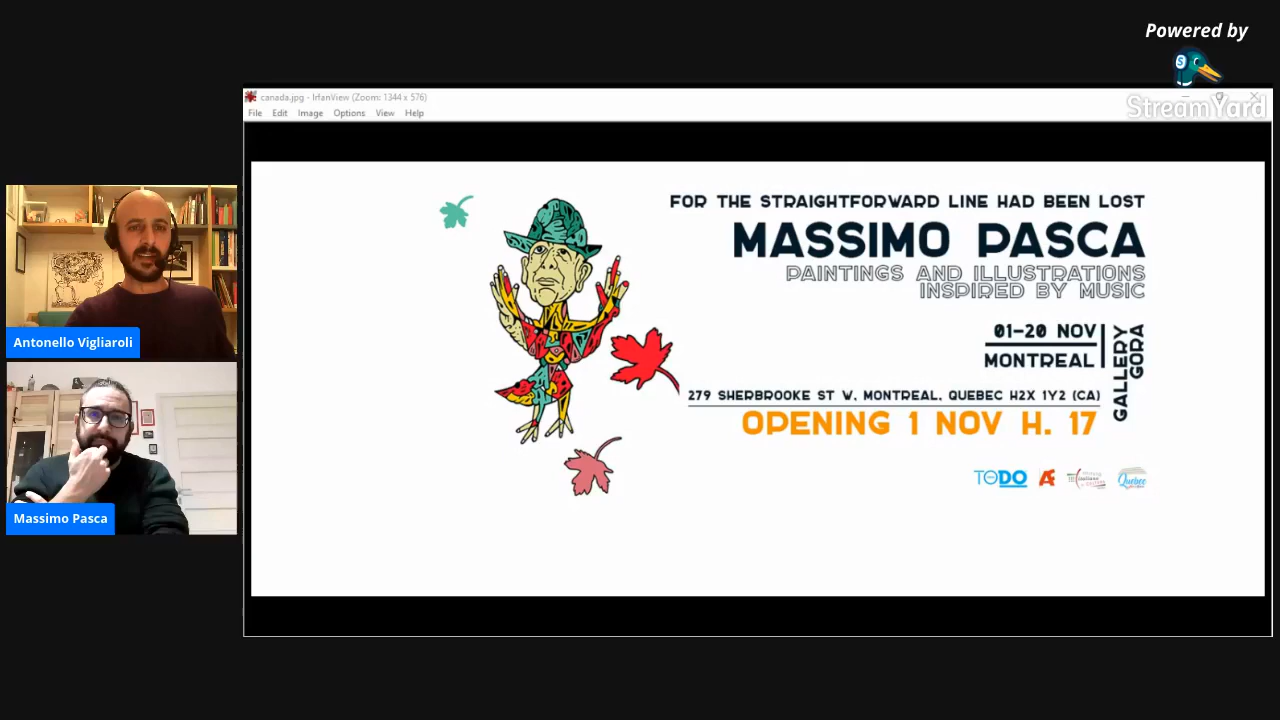 Powered by
StreamYard
canada.jpg - IrfanView (Zoom: 1344 x 576)
File Edit Image Options View Help
FOR THE STRAIGHTFORWARD LINE HAD BEEN LOST
MASSIMO PASCA
PAINTINGS AND ILLUSTRATIONS
INSPIRED BY MUSIC
01-20 NOV
MONTREAL
GALLERY
GORA
279 SHERBROOKE ST W, MONTREAL, QUEBEC H2X 1Y2 (CA)
OPENING 1 NOV H. 17
TODO
Québec
Antonello Vigliaroli
Massimo Pasca